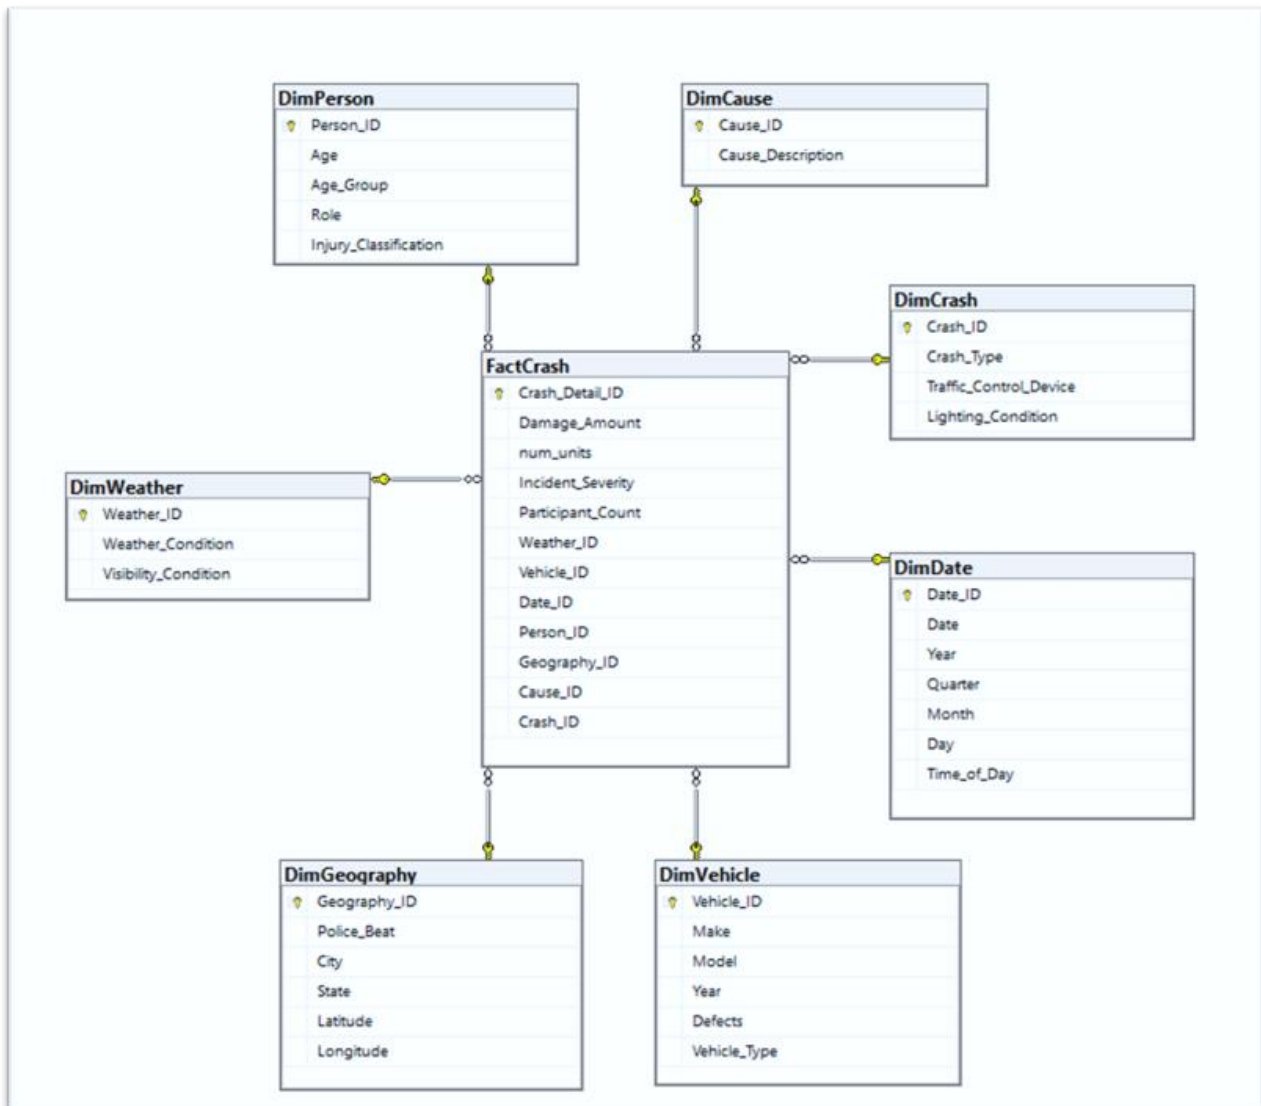 DimPerson
Person_ID
Age
Age_Group
Role
Injury_Classification
DimCause
Cause_ID
Cause_Description
DimCrash
Crash_ID
Crash_Type
Traffic_Control_Device
Lighting_Condition
FactCrash
Crash_Detail_ID
Damage_Amount
num_units
Incident_Severity
Participant_Count
Weather_ID
Vehicle_ID
Date_ID
Person_ID
Geography_ID
Cause_ID
Crash_ID
DimWeather
Weather_ID
Weather_Condition
Visibility_Condition
DimDate
Date_ID
Date
Year
Quarter
Month
Day
Time_of_Day
DimGeography
Geography_ID
Police_Beat
City
State
Latitude
Longitude
DimVehicle
Vehicle_ID
Make
Model
Year
Defects
Vehicle_Type